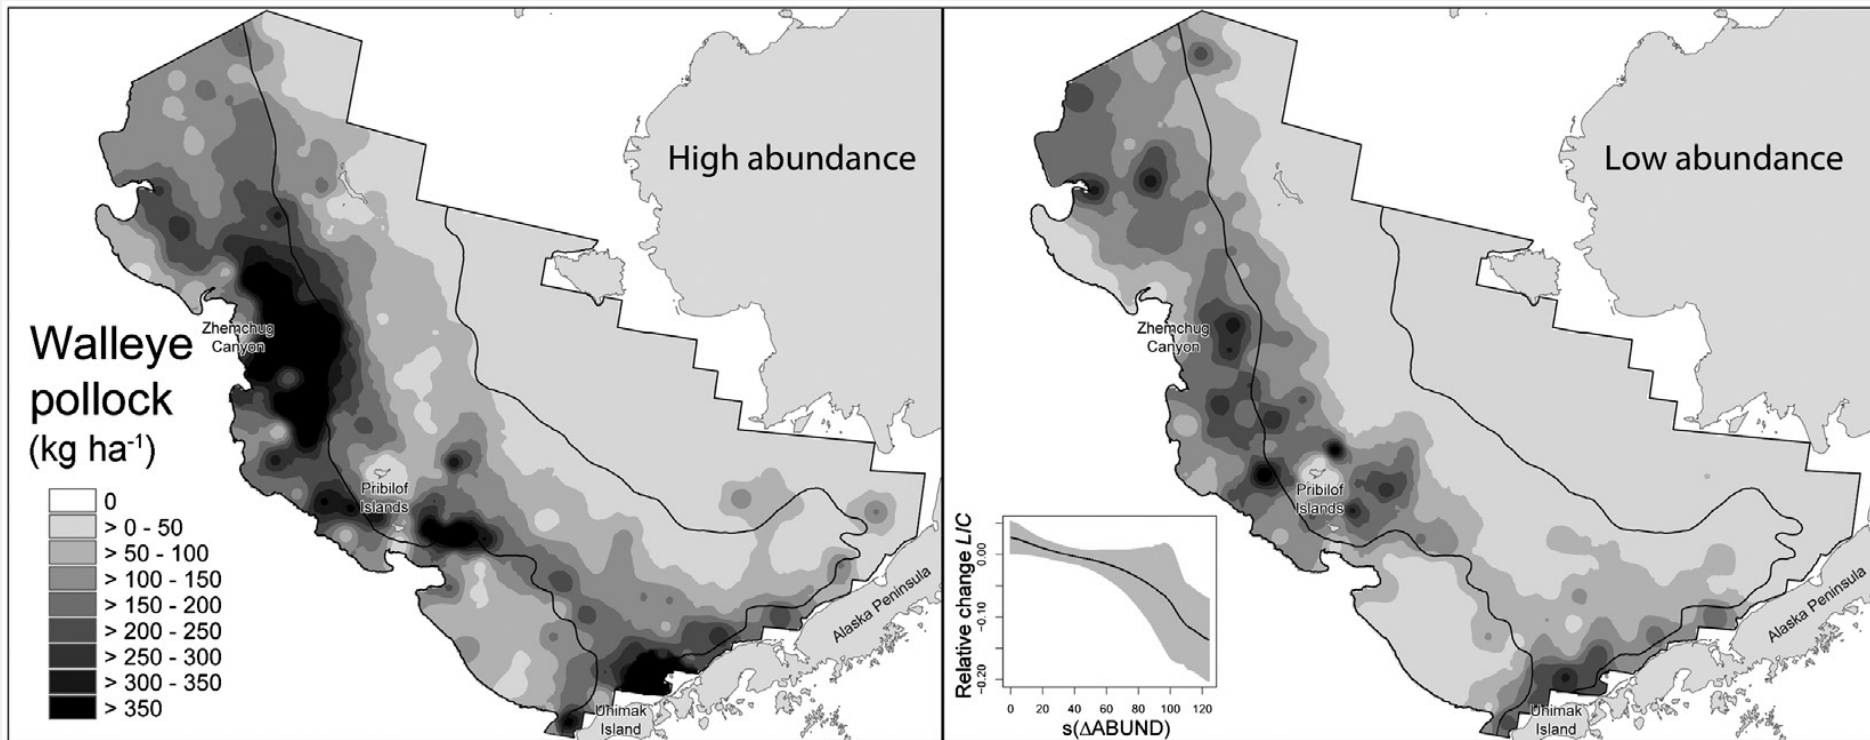 High abundance
Zhemchug
Canyon
Walleye
pollock
(kg ha⁻¹)
0
> 0 - 50
> 50 - 100
> 100 - 150
> 150 - 200
> 200 - 250
> 250 - 300
> 300 - 350
> 350
Pribilof
Islands
Alaska Peninsula
Unimak
Island
Low abundance
Zhemchug
Canyon
Pribilof
Islands
Alaska Peninsula
Unimak
Island
Relative change LIC
0.00
-0.10
-0.20
0 20 40 60 80 100 120
s(ΔABUND)